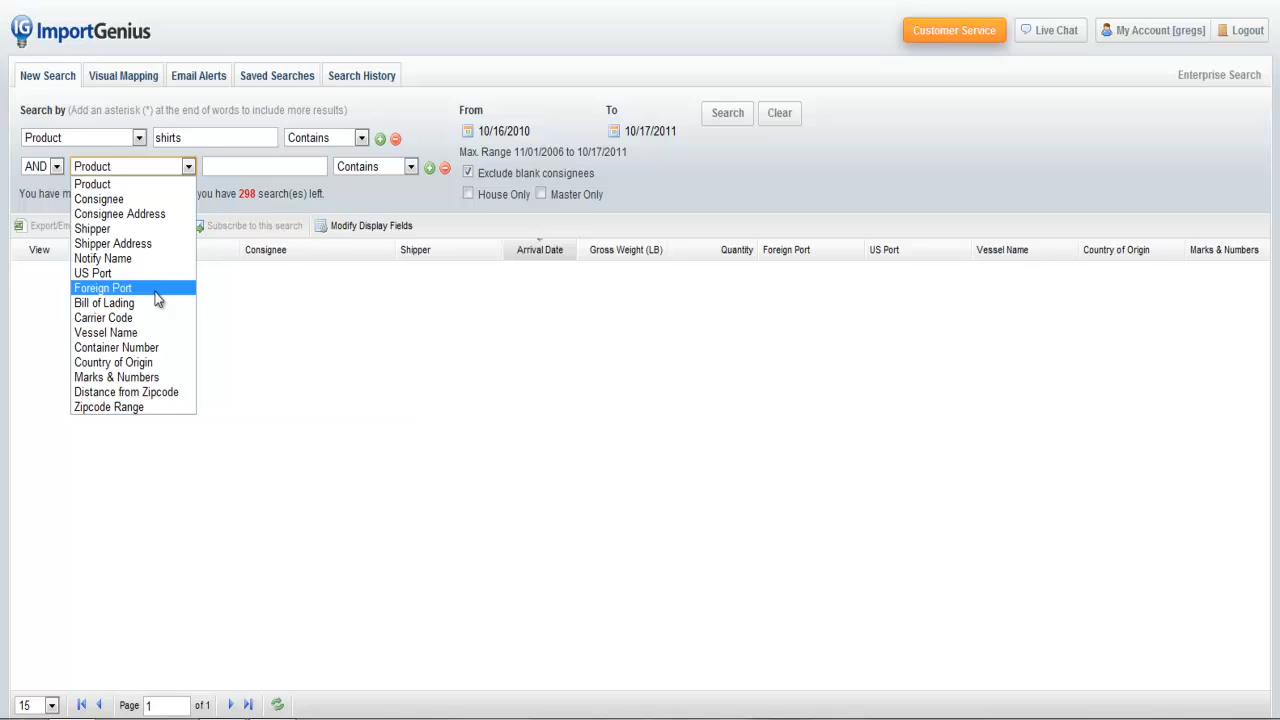 IG ImportGenius
Customer Service
Live Chat
My Account [gregs]
Logout
New Search
Visual Mapping
Email Alerts
Saved Searches
Search History
Enterprise Search
Search by (Add an asterisk (*) at the end of words to include more results)
From
To
Search
Clear
Product
shirts
Contains
10/16/2010
10/17/2011
Max. Range 11/01/2006 to 10/17/2011
AND
Product
Contains
Exclude blank consignees
House Only
Master Only
You have
you have 298 search(es) left.
Product
Consignee
Consignee Address
Shipper
Shipper Address
Notify Name
US Port
Foreign Port
Bill of Lading
Carrier Code
Vessel Name
Container Number
Country of Origin
Marks & Numbers
Distance from Zipcode
Zipcode Range
Subscribe to this search
Modify Display Fields
View
Consignee
Shipper
Arrival Date
Gross Weight (LB)
Quantity
Foreign Port
US Port
Vessel Name
Country of Origin
Marks & Numbers
15
Page 1 of 1